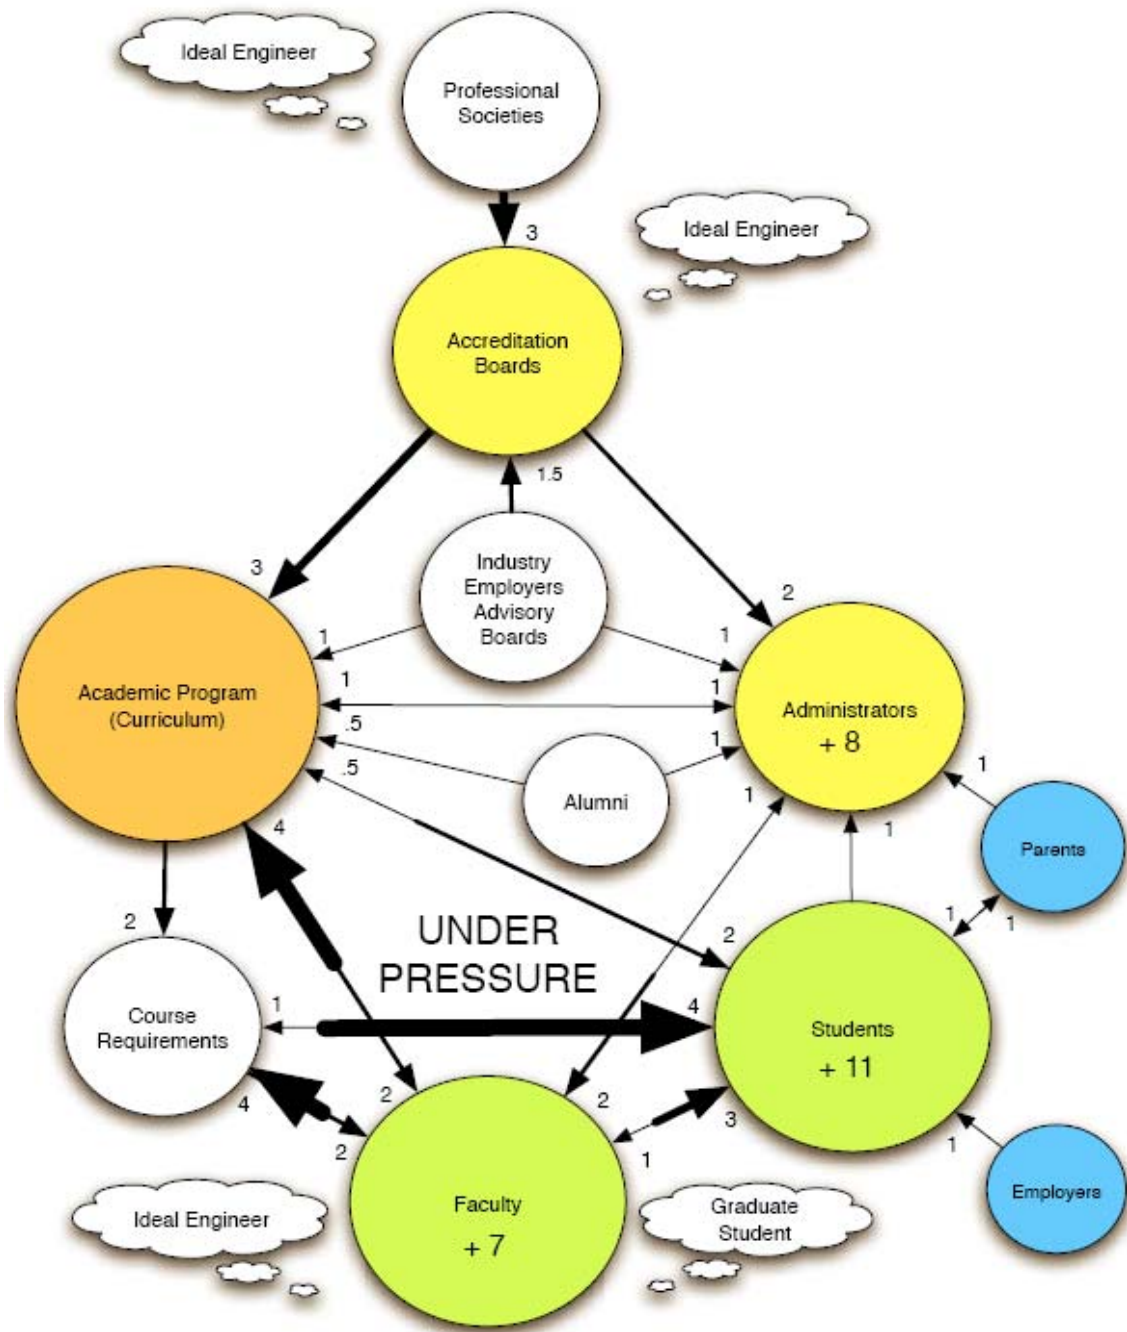 Ideal Engineer
Professional
Societies
3
Ideal Engineer
Accreditation
Boards
1.5
Industry
Employers
Advisory
Boards
3
2
1
1
Academic Program
(Curriculum)
1
1
Administrators
+ 8
.5
1
.5
Alumni
1
1
1
Parents
4
1
1
2
UNDER
PRESSURE
2
1
4
Course
Requirements
Students
+ 11
4
2
2
2
3
1
1
Employers
Ideal Engineer
Faculty
+ 7
Graduate
Student